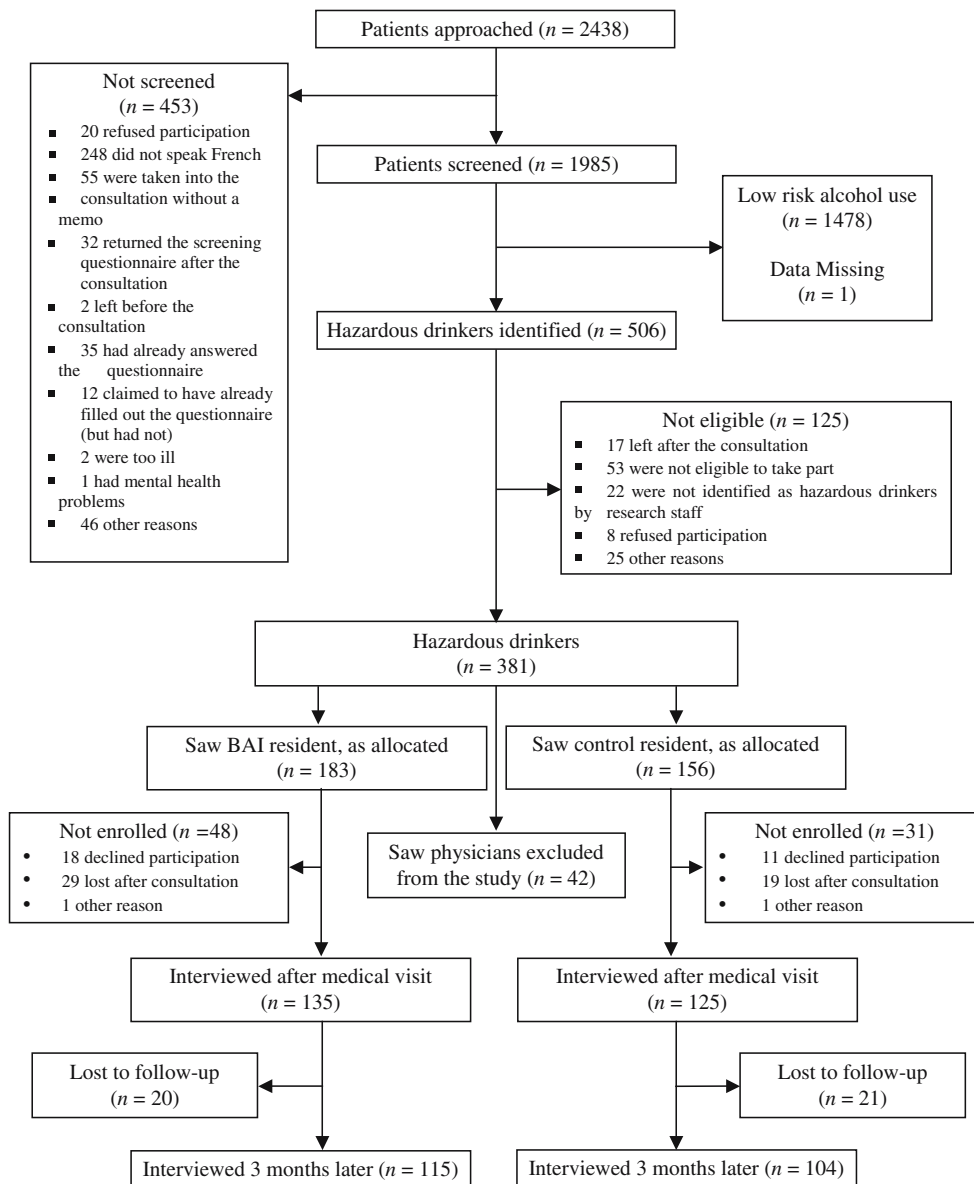 Patients approached (n = 2438)
Not screened
(n = 453)
▪ 20 refused participation
▪ 248 did not speak French
▪ 55 were taken into the
▪ consultation without a
memo
▪ 32 returned the screening
questionnaire after the
consultation
▪ 2 left before the
consultation
▪ 35 had already answered
the questionnaire
▪ 12 claimed to have already
filled out the questionnaire
(but had not)
▪ 2 were too ill
▪ 1 had mental health
problems
▪ 46 other reasons
Patients screened (n = 1985)
Low risk alcohol use
(n = 1478)
Data Missing
(n = 1)
Hazardous drinkers identified (n = 506)
Not eligible (n = 125)
▪ 17 left after the consultation
▪ 53 were not eligible to take part
▪ 22 were not identified as hazardous drinkers
by research staff
▪ 8 refused participation
▪ 25 other reasons
Hazardous drinkers
(n = 381)
Saw BAI resident, as allocated
(n = 183)
Saw control resident, as allocated
(n = 156)
Not enrolled (n =48)
• 18 declined participation
• 29 lost after consultation
• 1 other reason
Saw physicians excluded
from the study (n = 42)
Not enrolled (n =31)
• 11 declined participation
• 19 lost after consultation
• 1 other reason
Interviewed after medical visit
(n = 135)
Interviewed after medical visit
(n = 125)
Lost to follow-up
(n = 20)
Lost to follow-up
(n = 21)
Interviewed 3 months later (n = 115)
Interviewed 3 months later (n = 104)